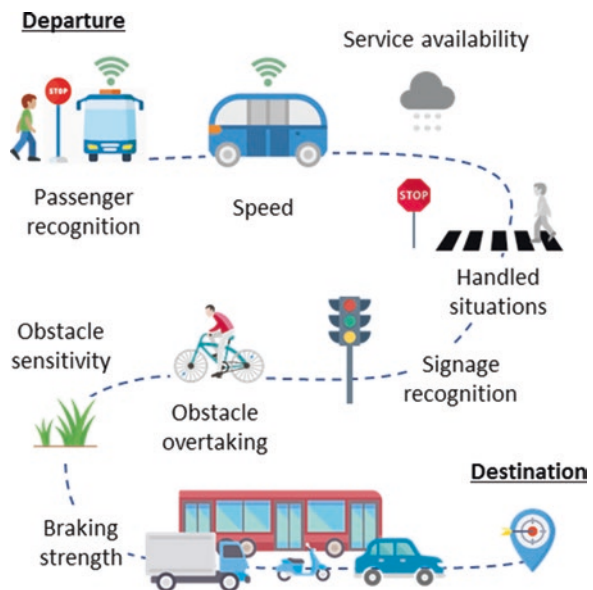 Departure
Service availability
STOP
Passenger
recognition
Speed
STOP
Handled
situations
Signage
recognition
Obstacle
sensitivity
Obstacle
overtaking
Destination
Braking
strength